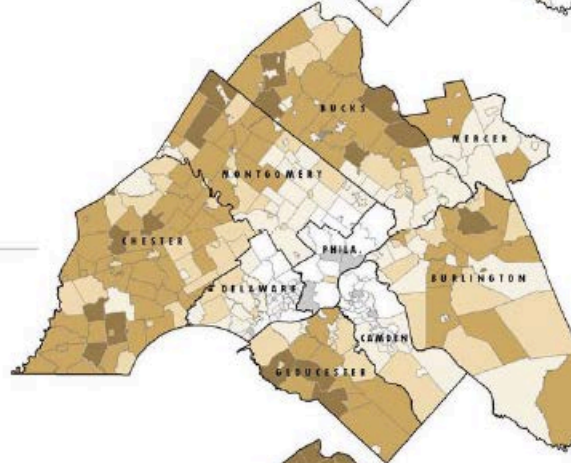 BUCKS
MERCER
MONTGOMERY
CHESTER
PHILA.
DELAWARE
BURLINGTON
CAMDEN
GLOUCESTER